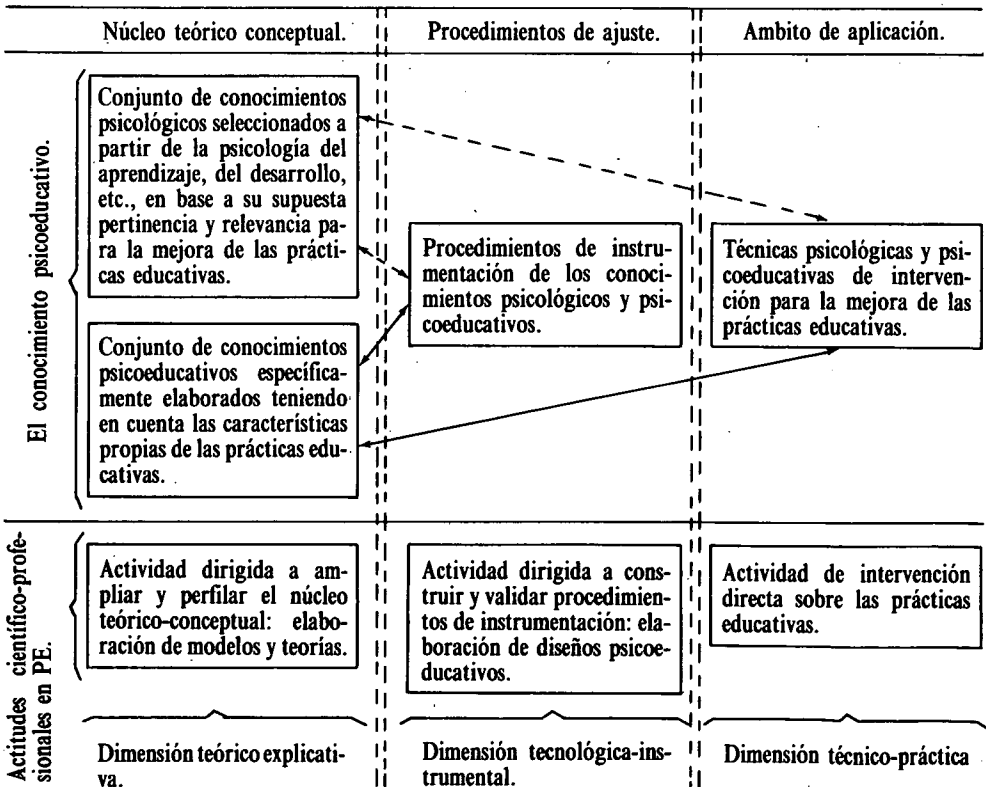 Núcleo teórico conceptual.
Procedimientos de ajuste.
Ambito de aplicación.
El conocimiento psicoeducativo.
Conjunto de conocimientos
psicológicos seleccionados a
partir de la psicología del
aprendizaje, del desarrollo,
etc., en base a su supuesta
pertinencia y relevancia pa-
ra la mejora de las prácti-
cas educativas.
Procedimientos de instru-
mentación de los conoci-
mientos psicológicos y psi-
coeducativos.
Técnicas psicológicas y psi-
coeducativas de interven-
ción para la mejora de las
prácticas educativas.
Conjunto de conocimientos
psicoeducativos específica-
mente elaborados teniendo
en cuenta las características
propias de las prácticas edu-
cativas.
Actitudes científico-profe-
sionales en PE.
Actividad dirigida a am-
pliar y perfilar el núcleo
teórico-conceptual: elabo-
ración de modelos y teorías.
Actividad dirigida a cons-
truir y validar procedimien-
tos de instrumentación: ela-
boración de diseños psicoe-
ducativos.
Actividad de intervención
directa sobre las prácticas
educativas.
Dimensión teórico explicati-
va.
Dimensión tecnológica-ins-
trumental.
Dimensión técnico-práctica